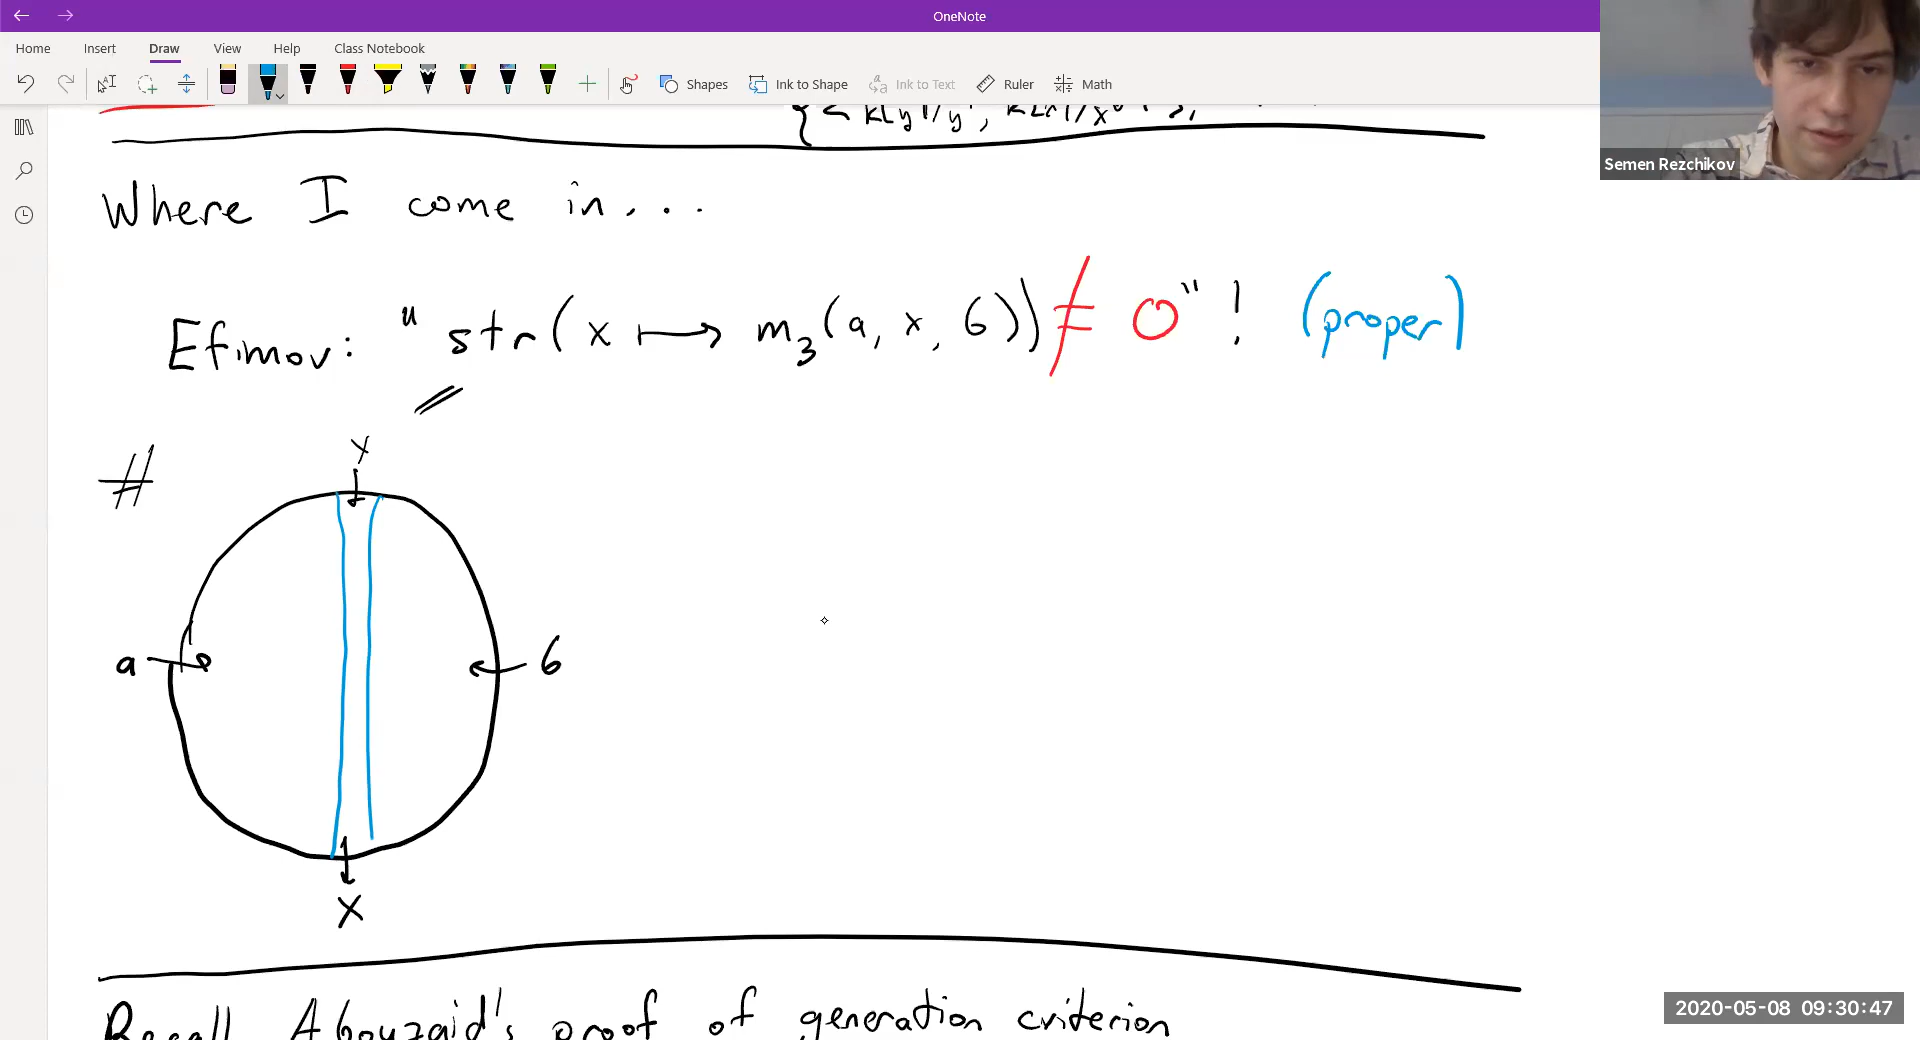 OneNote
Home Insert Draw View Help Class Notebook
Shapes Ink to Shape Ink to Text Ruler Math
Semen Rezchikov
Where I come in...
Efimov: " str(x ↦ m₃(a, x, b)) ≠ 0" ! (proper)
#
x
a
b
x
Recall Abouzaid's proof of generation criterion
2020-05-08 09:30:47